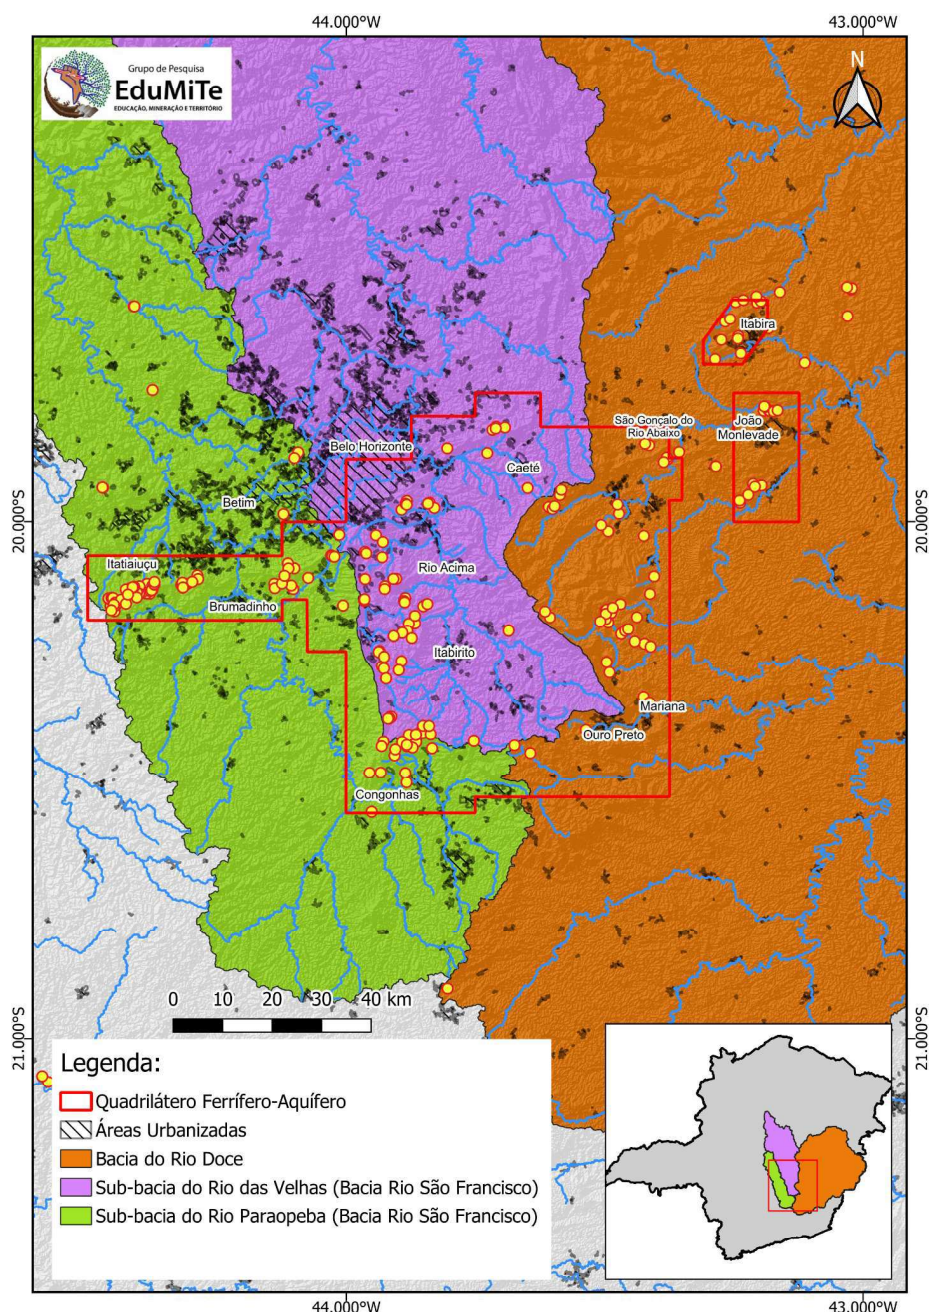 44.000°W
43.000°W
Grupo de Pesquisa
EduMiTe
EDUCAÇÃO, MINERAÇÃO E TERRITÓRIO
N
Itabira
São Gonçalo do
Rio Abaixo
João
Monlevade
Belo Horizonte
Caeté
Betim
20.000°S
20.000°S
Itatiaiuçu
Rio Acima
Brumadinho
Itabirito
Mariana
Ouro Preto
Congonhas
0 10 20 30 40 km
21.000°S
21.000°S
Legenda:
Quadrilátero Ferrífero-Aquífero
Áreas Urbanizadas
Bacia do Rio Doce
Sub-bacia do Rio das Velhas (Bacia Rio São Francisco)
Sub-bacia do Rio Paraopeba (Bacia Rio São Francisco)
44.000°W
43.000°W